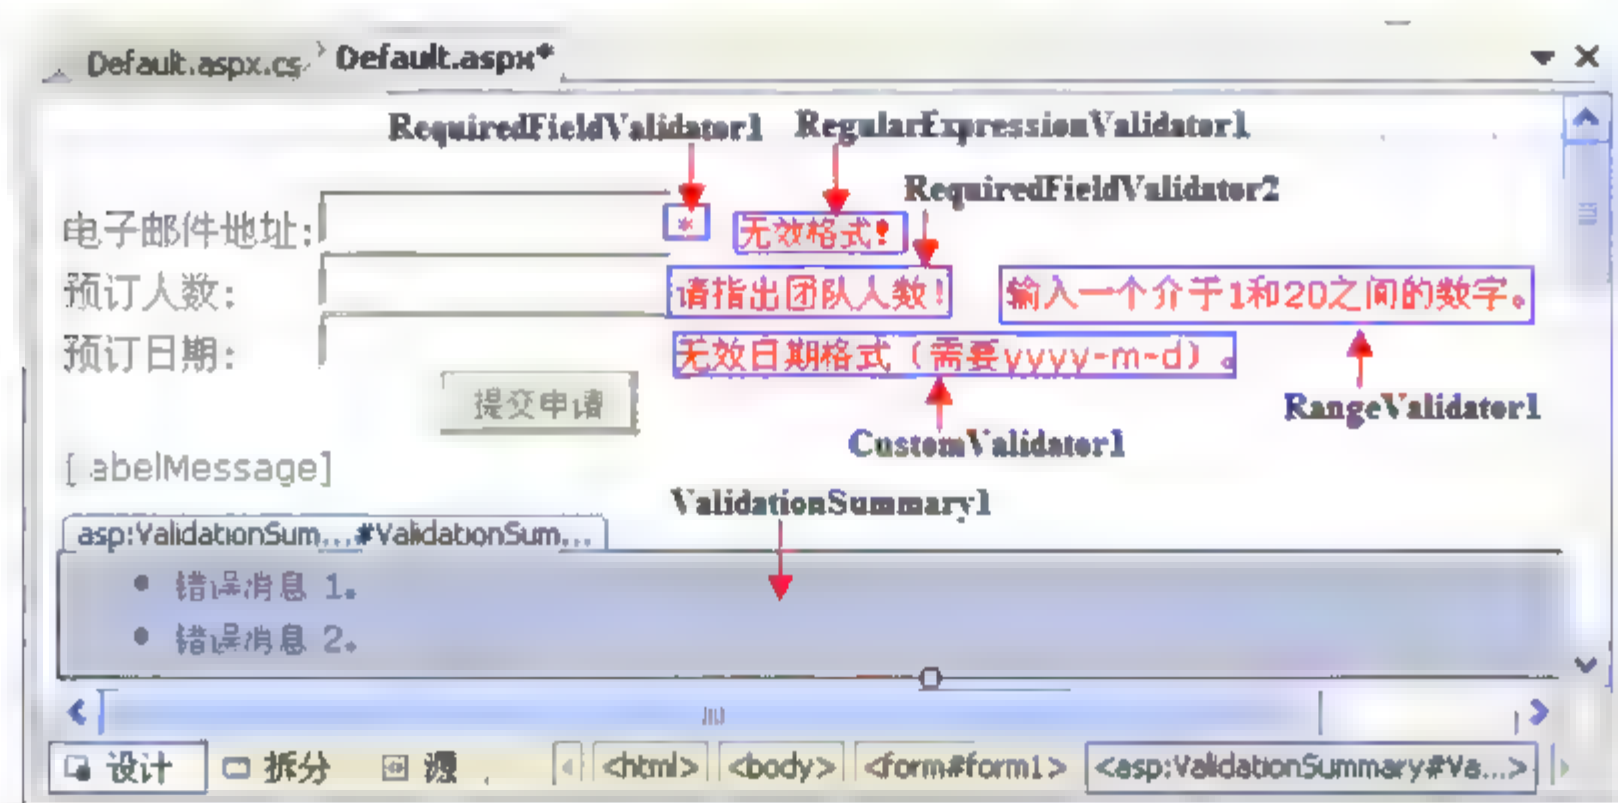 Default.aspx.cs Default.aspx*
RequiredFieldValidator1 RegularExpressionValidator1
RequiredFieldValidator2
电子邮件地址: * 无效格式!
预订人数: 请指出团队人数! 输入一个介于1和20之间的数字。
预订日期: 无效日期格式（需要yyyy-m-d）。
提交申请
RangeValidator1
CustomValidator1
[LabelMessage]
ValidationSummary1
asp:ValidationSum...#ValidationSum...
• 错误消息 1。
• 错误消息 2。
设计 拆分 源 <html> <body> <form#form1> <asp:ValidationSummary#Va...>